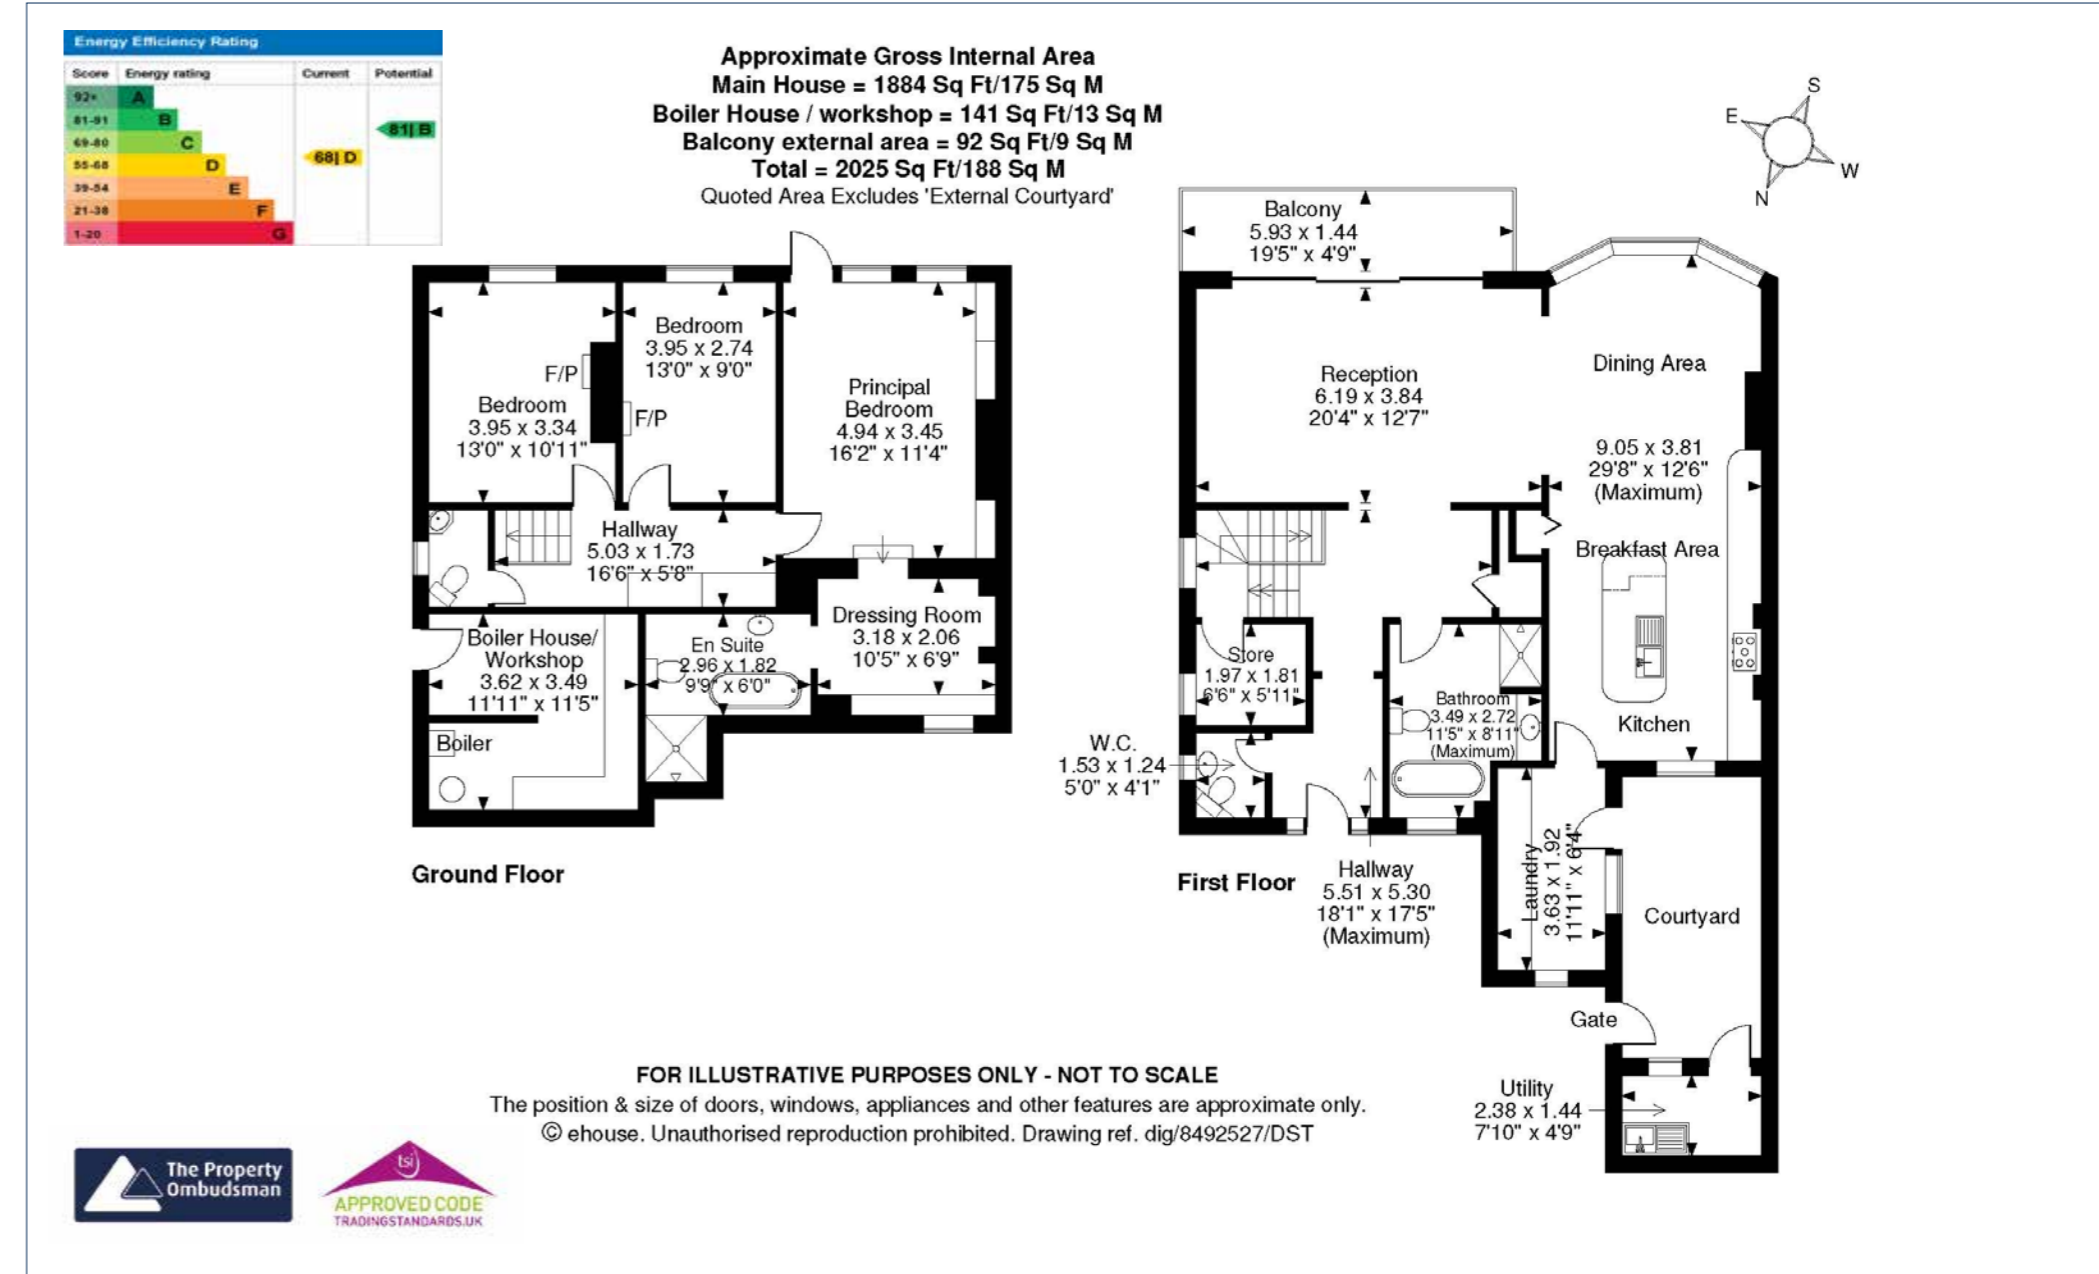 Energy Efficiency Rating
Score Energy rating Current Potential
92+ A
81-91 B
69-80 C
55-68 D
39-54 E
21-38 F
1-20 G
68| D
81| B
Approximate Gross Internal Area
Main House = 1884 Sq Ft/175 Sq M
Boiler House / workshop = 141 Sq Ft/13 Sq M
Balcony external area = 92 Sq Ft/9 Sq M
Total = 2025 Sq Ft/188 Sq M
Quoted Area Excludes 'External Courtyard'
S
E
W
N
Bedroom
3.95 x 3.34
13'0" x 10'11"
F/P
Bedroom
3.95 x 2.74
13'0" x 9'0"
F/P
Principal
Bedroom
4.94 x 3.45
16'2" x 11'4"
Hallway
5.03 x 1.73
16'6" x 5'8"
Boiler House/
Workshop
3.62 x 3.49
11'11" x 11'5"
Boiler
En Suite
2.96 x 1.82
9'9" x 6'0"
Dressing Room
3.18 x 2.06
10'5" x 6'9"
Ground Floor
Balcony
5.93 x 1.44
19'5" x 4'9"
Reception
6.19 x 3.84
20'4" x 12'7"
Dining Area
9.05 x 3.81
29'8" x 12'6"
(Maximum)
Breakfast Area
Kitchen
Store
1.97 x 1.81
6'6" x 5'11"
W.C.
1.53 x 1.24
5'0" x 4'1"
Bathroom
3.49 x 2.72
11'5" x 8'11"
(Maximum)
Hallway
5.51 x 5.30
18'1" x 17'5"
(Maximum)
Laundry
3.63 x 1.92
11'11" x 6'4"
Courtyard
Gate
Utility
2.38 x 1.44
7'10" x 4'9"
First Floor
FOR ILLUSTRATIVE PURPOSES ONLY - NOT TO SCALE
The position & size of doors, windows, appliances and other features are approximate only.
© ehouse. Unauthorised reproduction prohibited. Drawing ref. dig/8492527/DST
The Property
Ombudsman
tsi
APPROVED CODE
TRADINGSTANDARDS.UK